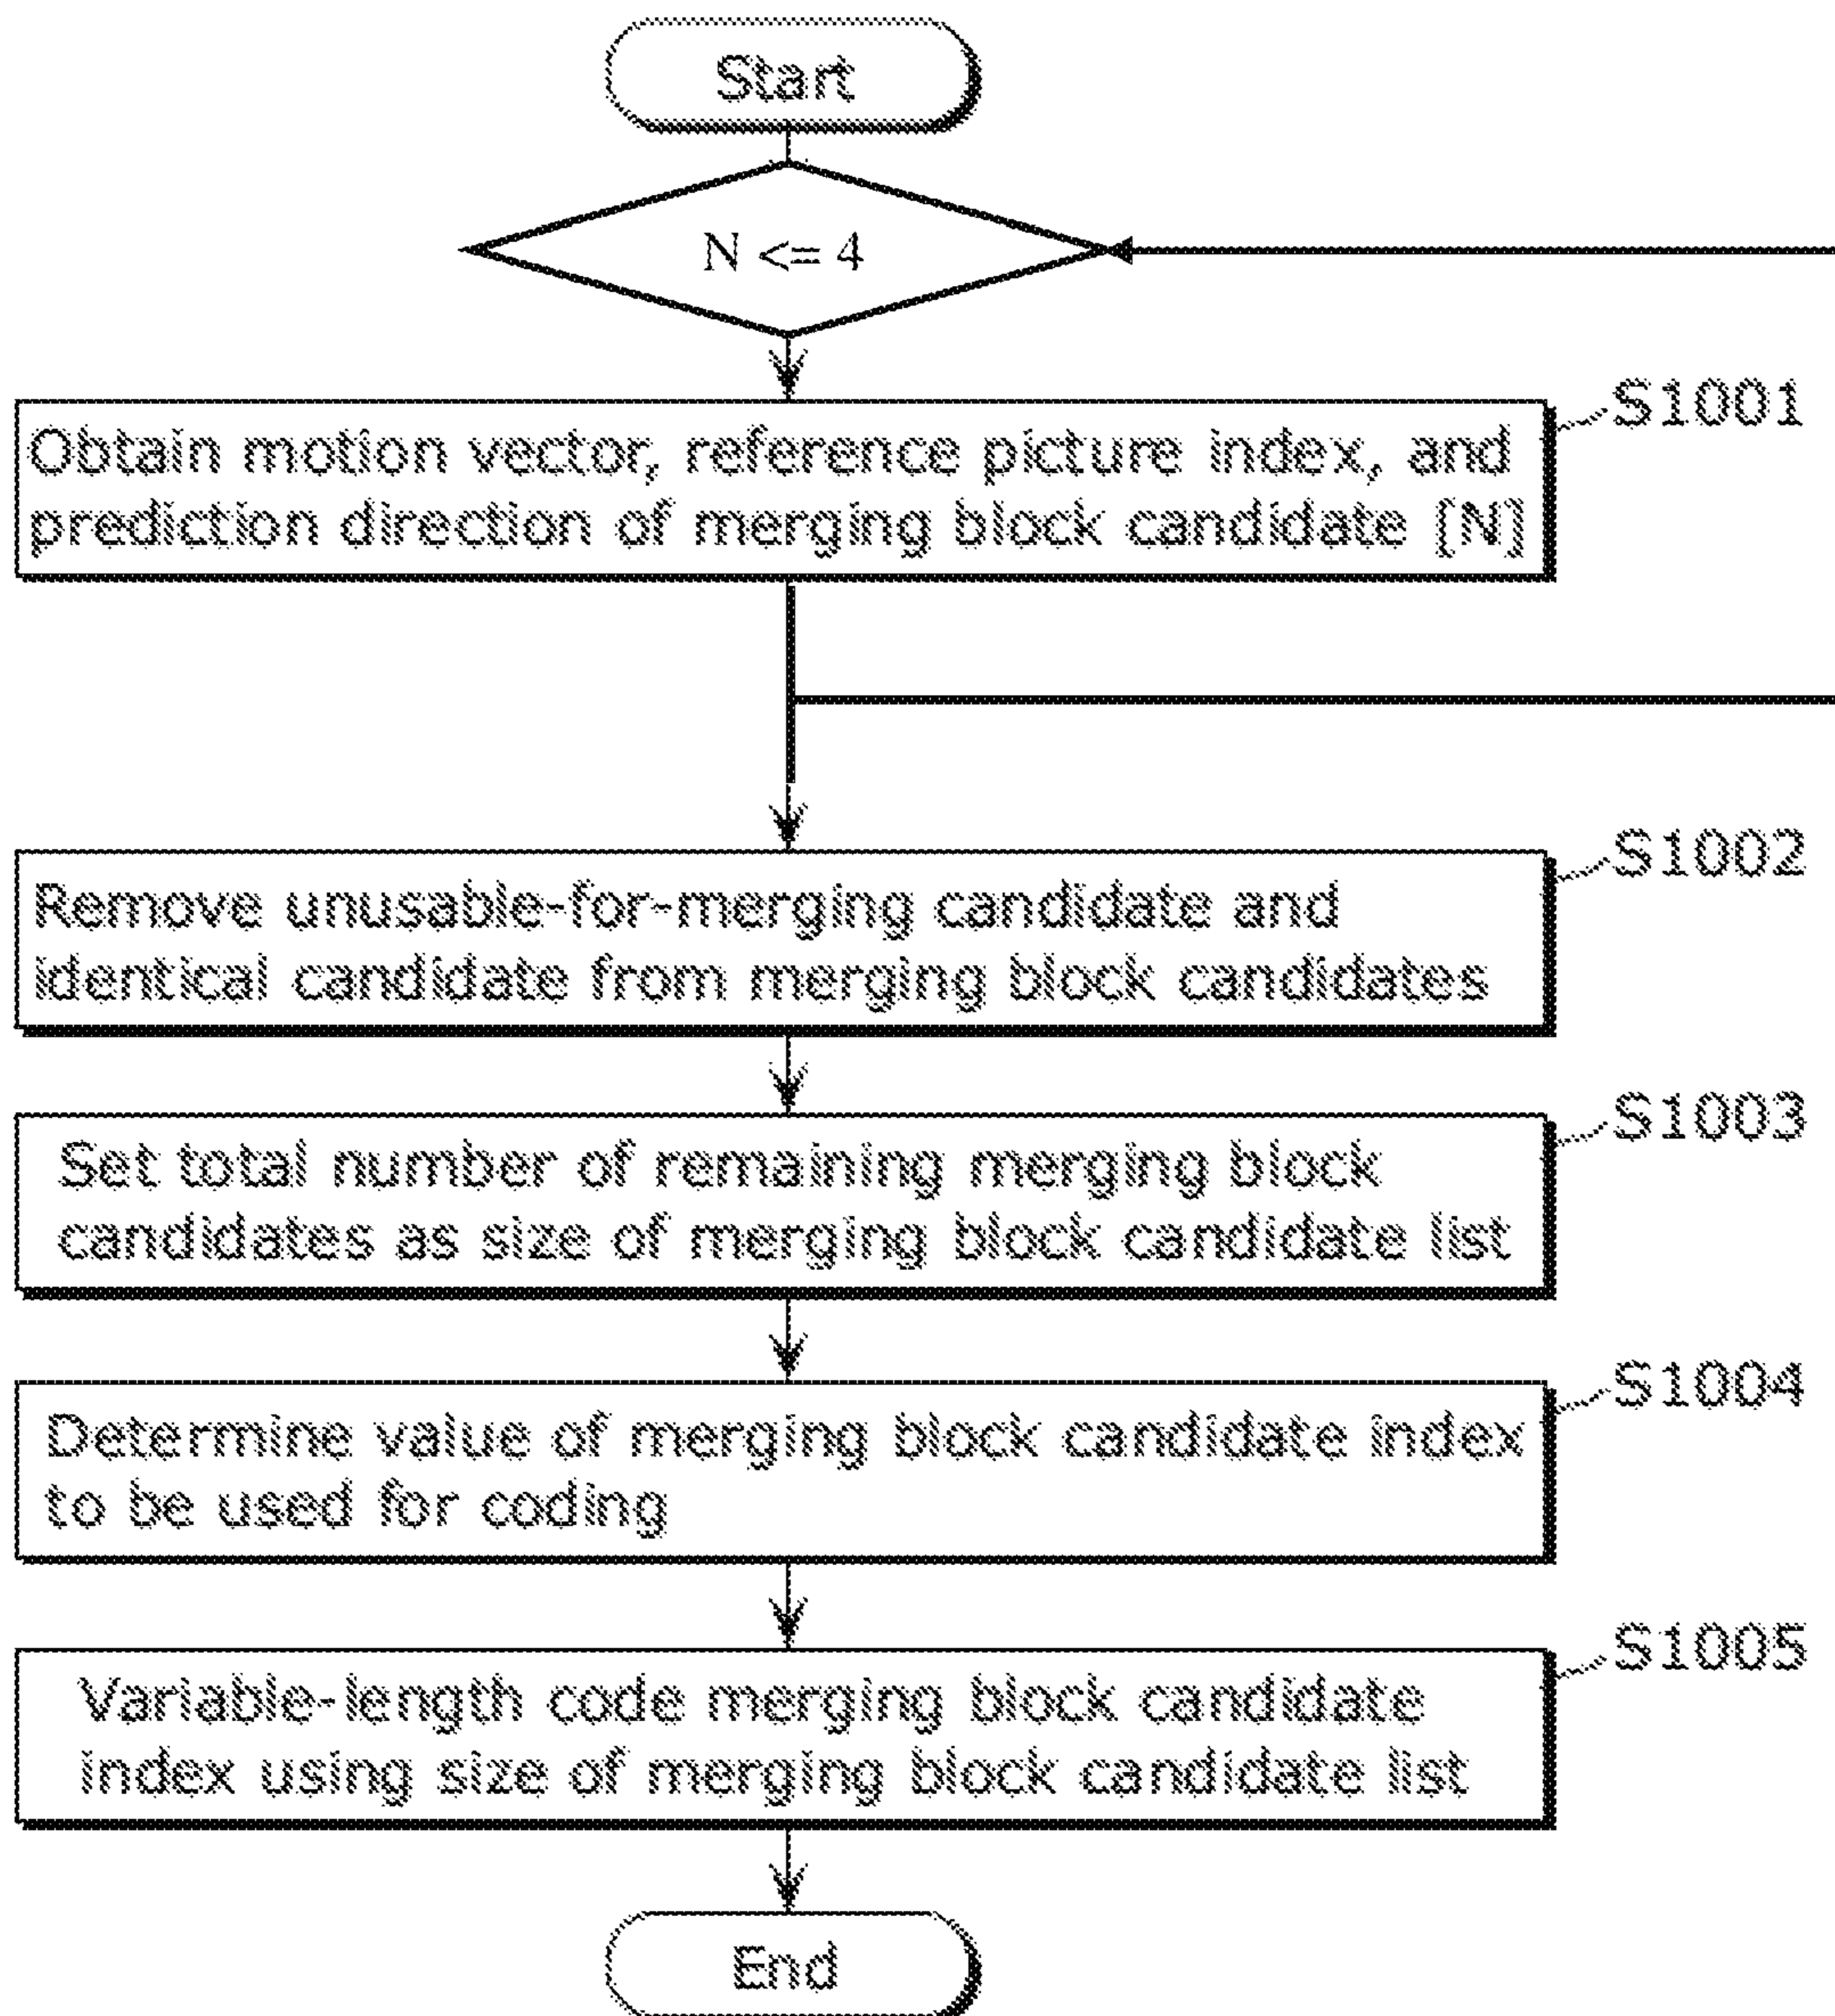 Start
N <= 4
S1001
Obtain motion vector, reference picture index, and
prediction direction of merging block candidate [N]
S1002
Remove unusable-for-merging candidate and
identical candidate from merging block candidates
S1003
Set total number of remaining merging block
candidates as size of merging block candidate list
S1004
Determine value of merging block candidate index
to be used for coding
S1005
Variable-length code merging block candidate
index using size of merging block candidate list
End